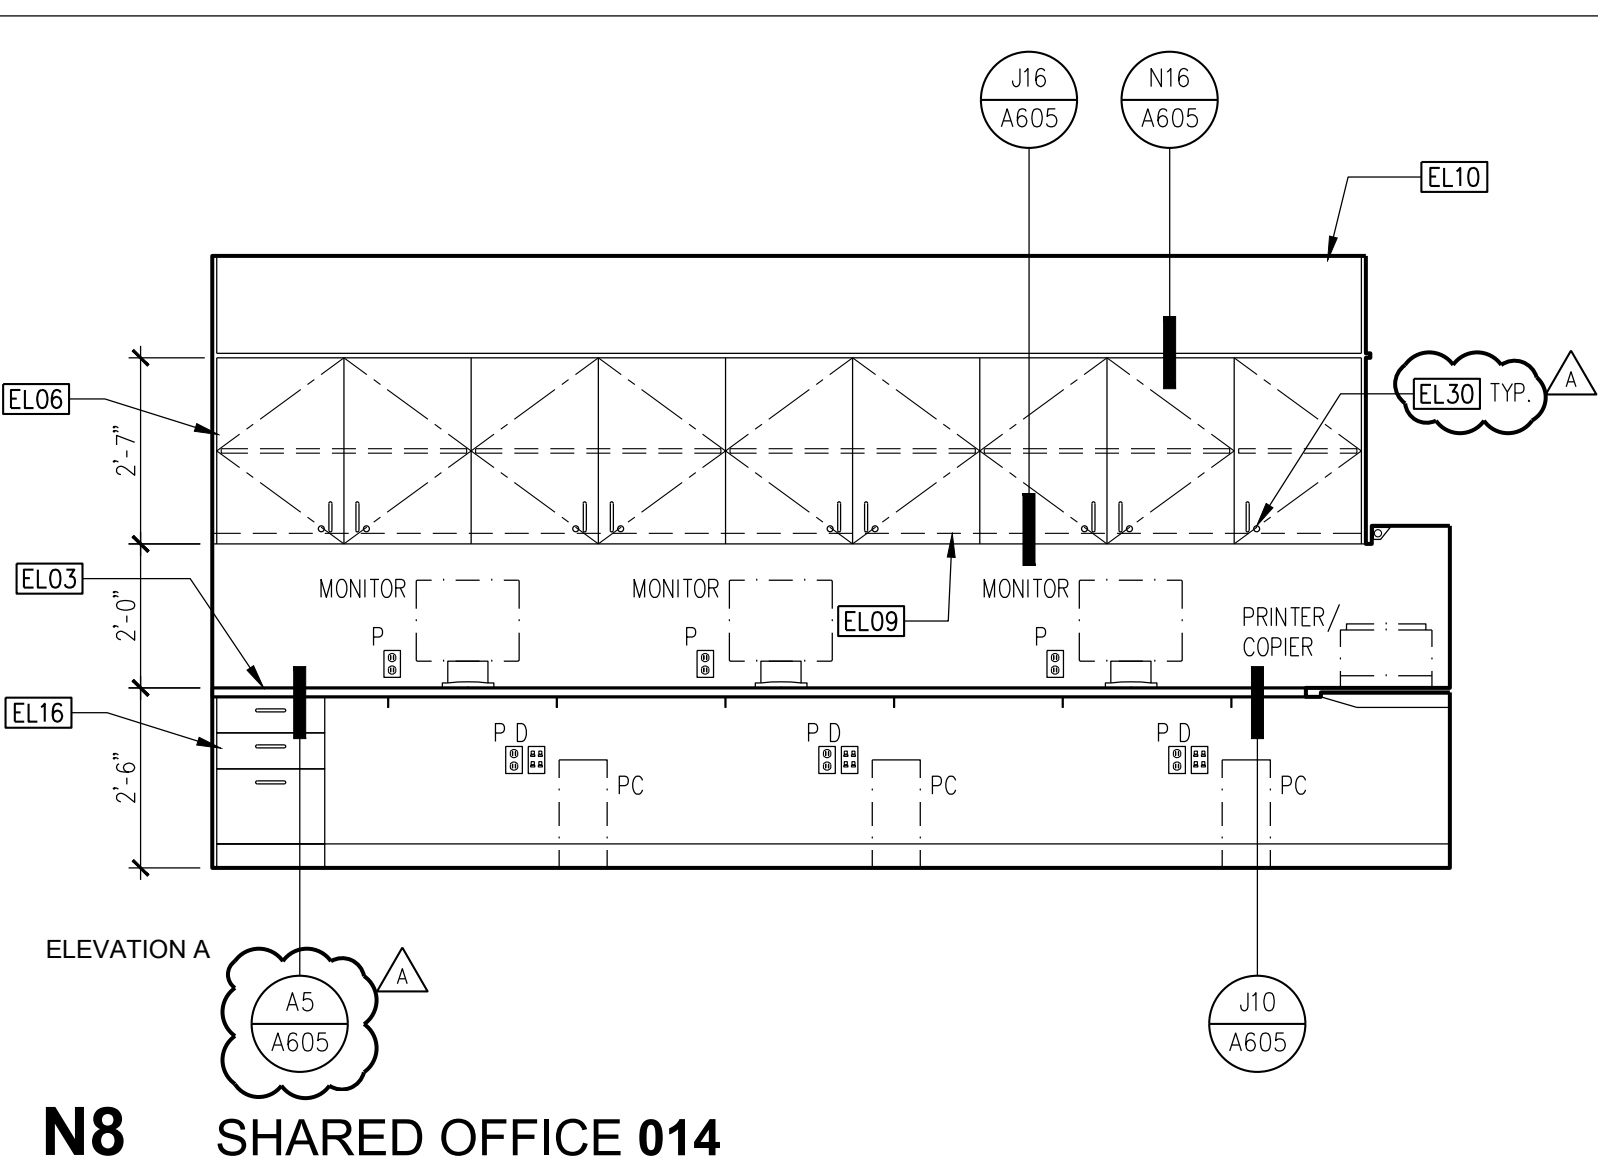 J16
A605
N16
A605
EL10
EL06
2'-7"
EL30 TYP.
A
EL03
2'-0"
MONITOR
MONITOR
MONITOR
EL09
P
P
P
PRINTER/
COPIER
EL16
2'-6"
P D
P D
P D
PC
PC
PC
ELEVATION A
A
A5
A605
J10
A605
N8 SHARED OFFICE 014